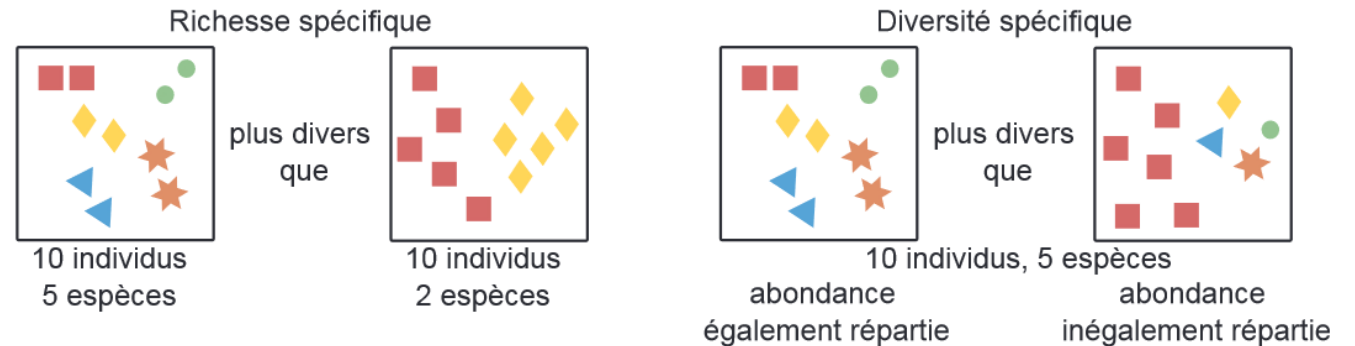 Richesse spécifique
plus divers
que
10 individus
5 espèces
10 individus
2 espèces
Diversité spécifique
plus divers
que
10 individus, 5 espèces
abondance
également répartie
abondance
inégalement répartie